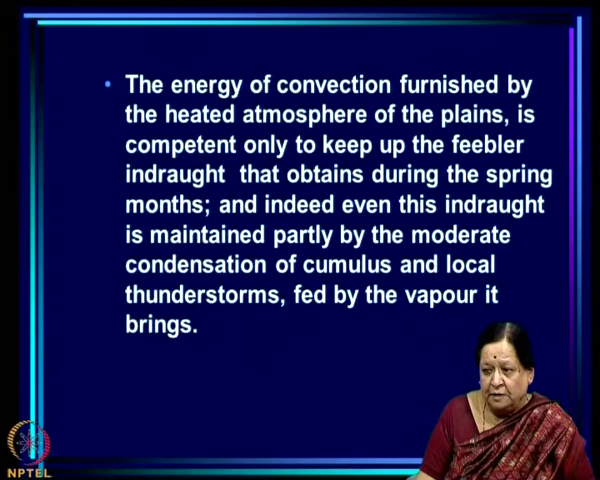 • The energy of convection furnished by
the heated atmosphere of the plains, is
competent only to keep up the feebler
indraught that obtains during the spring
months; and indeed even this indraught
is maintained partly by the moderate
condensation of cumulus and local
thunderstorms, fed by the vapour it
brings.
NPTEL